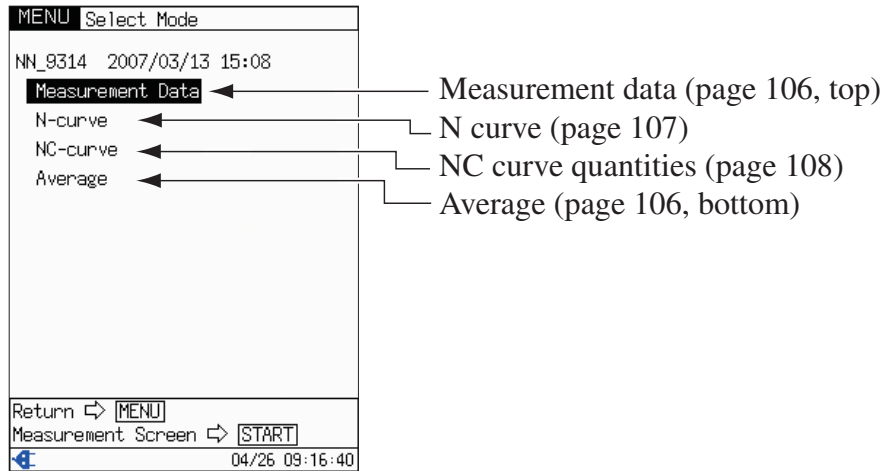 MENU Select Mode
NN_9314 2007/03/13 15:08
Measurement Data
N-curve
NC-curve
Average
Measurement data (page 106, top)
N curve (page 107)
NC curve quantities (page 108)
Average (page 106, bottom)
Return ⇨ MENU
Measurement Screen ⇨ START
04/26 09:16:40